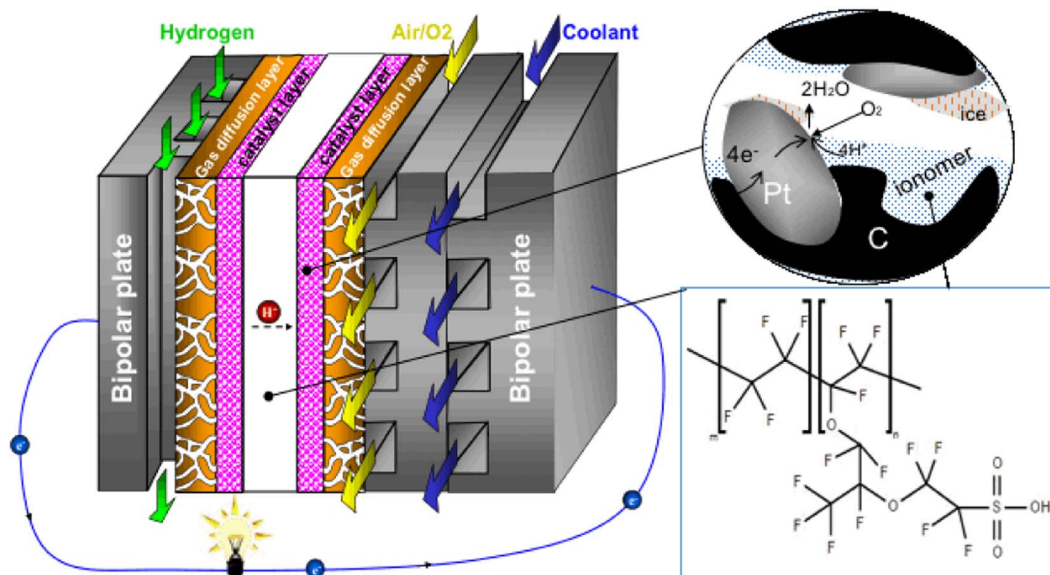 Hydrogen
Air/O2
Coolant
Gas diffusion layer
catalyst layer
catalyst layer
Gas diffusion layer
Bipolar plate
Bipolar plate
H⁺
e⁻
e⁻
e⁻
2H₂O
O₂
ice
4e⁻
4H⁺
Pt
ionomer
C
F
F
F
F
F
F
F
m
n
O
F
F
F
F
F
F
O
F
F
F
F
O
S
OH
O